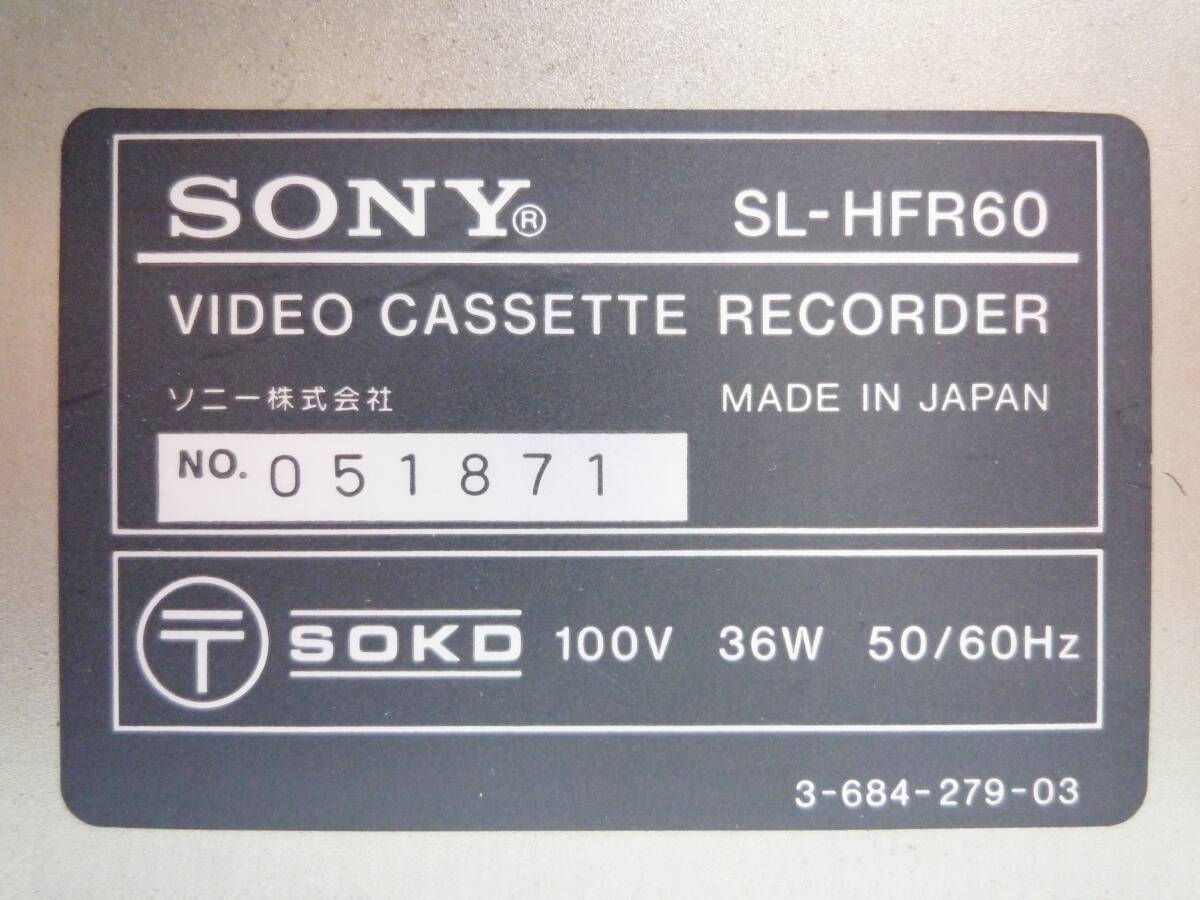 SONY® SL-HFR60
VIDEO CASSETTE RECORDER
ソニー株式会社 MADE IN JAPAN
NO. 051871
〒 SOKD 100V 36W 50/60Hz
3-684-279-03